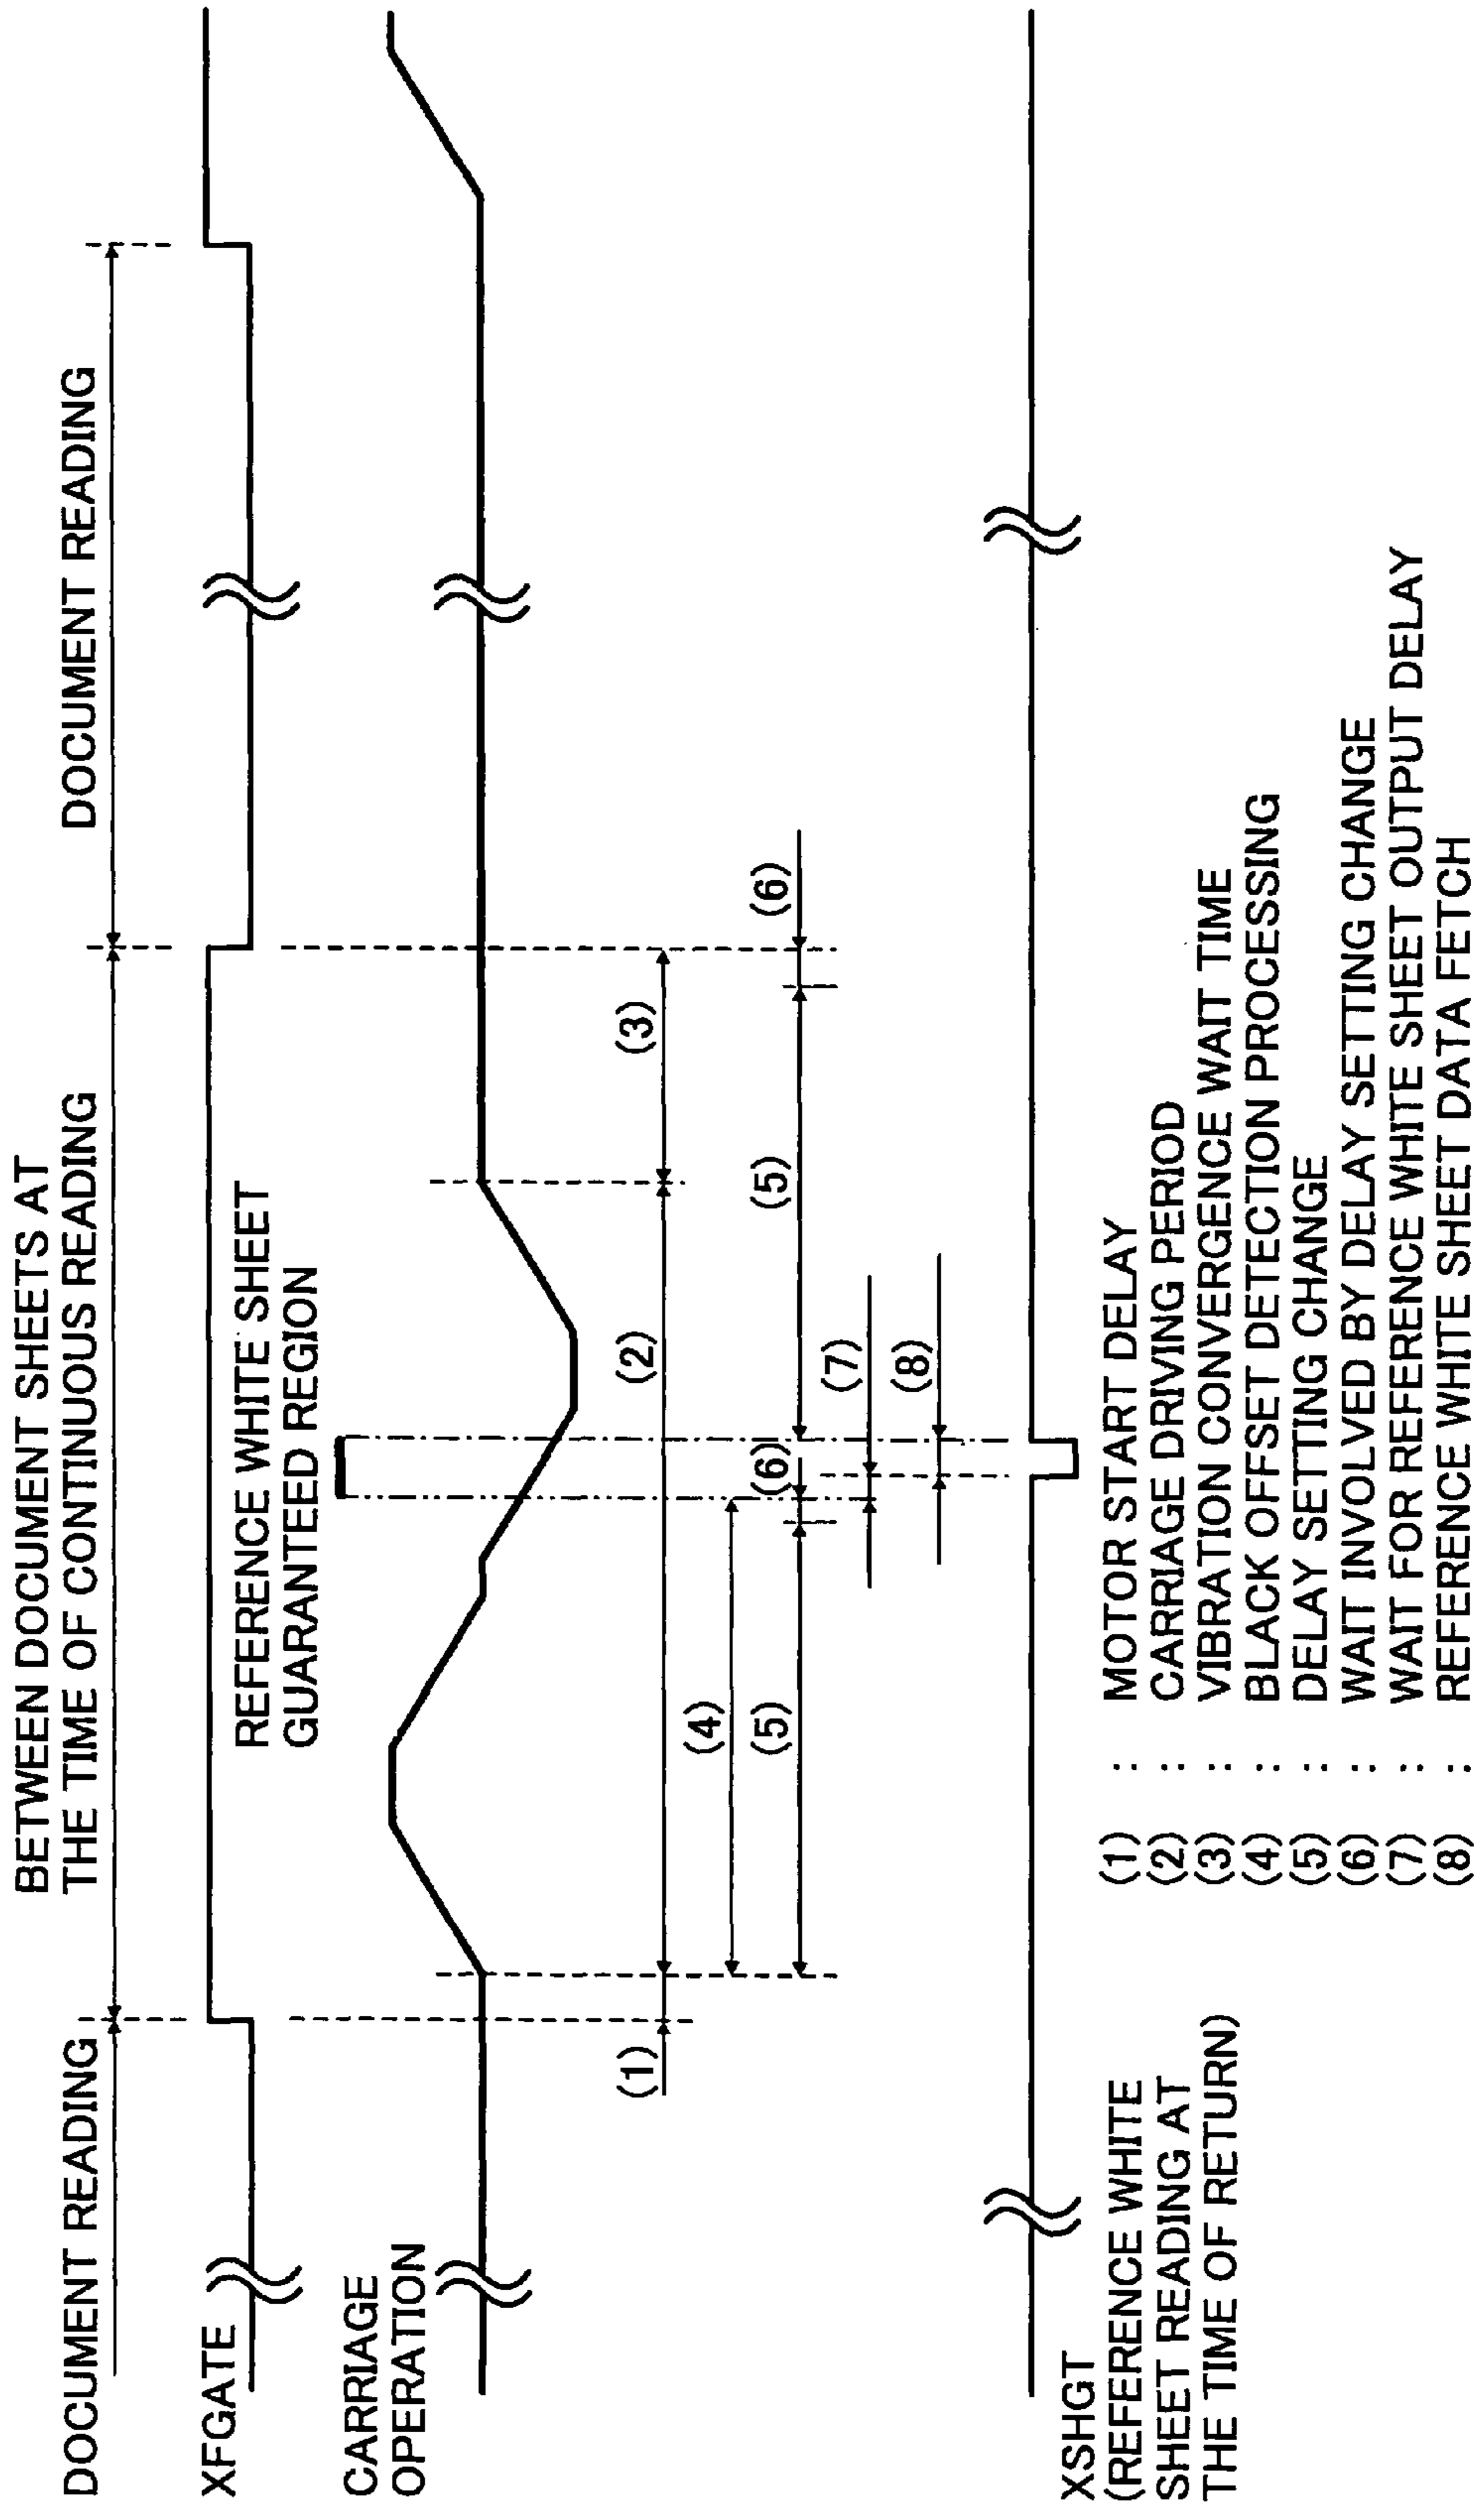 BETWEEN DOCUMENT SHEETS AT
THE TIME OF CONTINUOUS READING
DOCUMENT READING
DOCUMENT READING
XFGATE
REFERENCE WHITE SHEET
GUARANTEED REGION
CARRIAGE
OPERATION
(1)
(2)
(3)
(4)
(5)
(6)
(5)
(6)
(7)
(8)
XSHGT
(REFERENCE WHITE
SHEET READING AT
THE TIME OF RETURN)
(1) : MOTOR START DELAY
(2) : CARRIAGE DRIVING PERIOD
(3) : VIBRATION CONVERGENCE WAIT TIME
(4) : BLACK OFFSET DETECTION PROCESSING
(5) : DELAY SETTING CHANGE
(6) : WAIT INVOLVED BY DELAY SETTING CHANGE
(7) : WAIT FOR REFERENCE WHITE SHEET OUTPUT DELAY
(8) : REFERENCE WHITE SHEET DATA FETCH